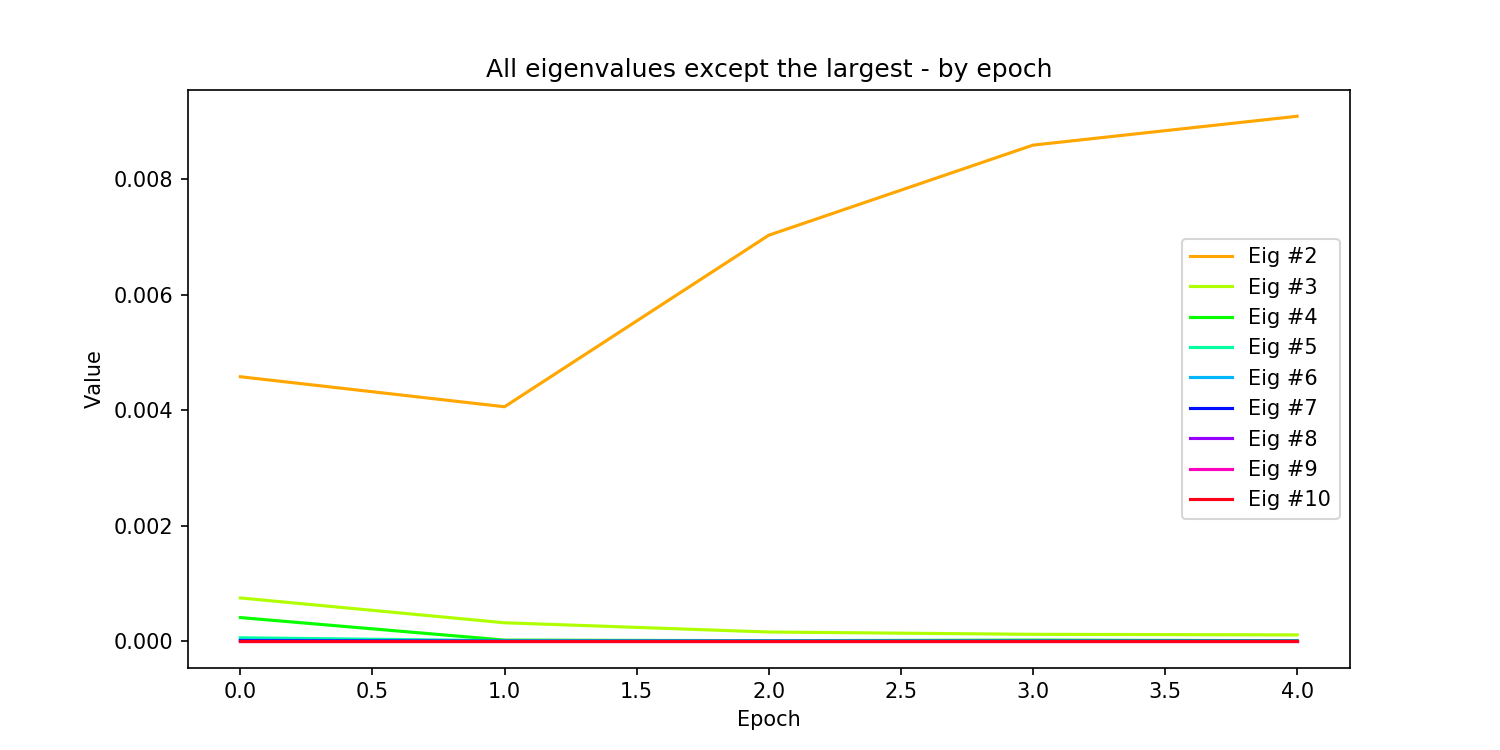 All eigenvalues except the largest - by epoch
Value
0.008
0.006
0.004
0.002
0.000
Eig #2
Eig #3
Eig #4
Eig #5
Eig #6
Eig #7
Eig #8
Eig #9
Eig #10
0.0 0.5 1.0 1.5 2.0 2.5 3.0 3.5 4.0
Epoch